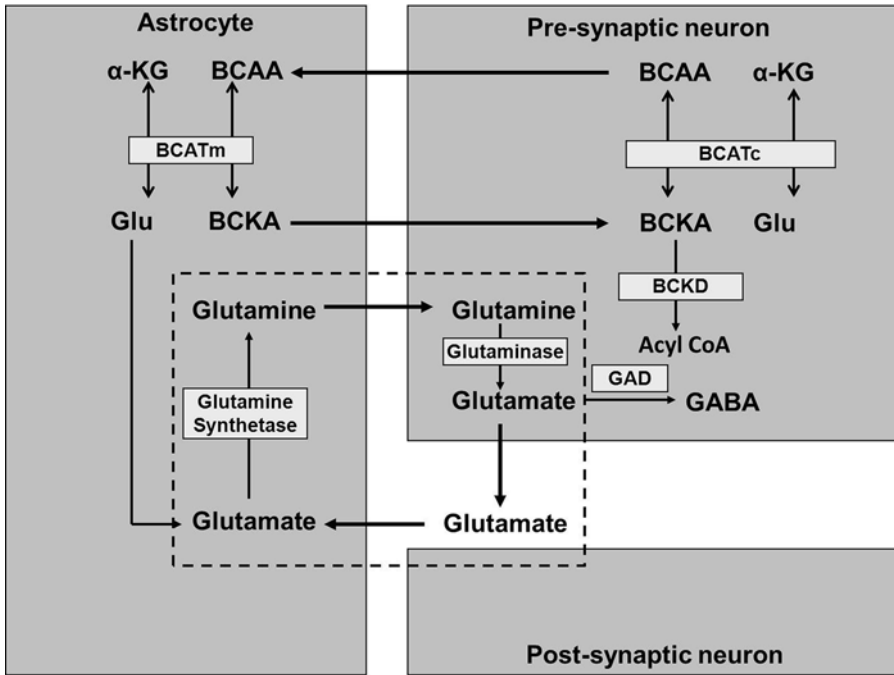 Astrocyte
Pre-synaptic neuron
α-KG BCAA
BCAA α-KG
BCATm
BCATc
Glu BCKA
BCKA Glu
BCKD
Glutamine
Glutamine
Acyl CoA
Glutaminase
GAD
Glutamine
Synthetase
Glutamate
GABA
Glutamate
Glutamate
Post-synaptic neuron